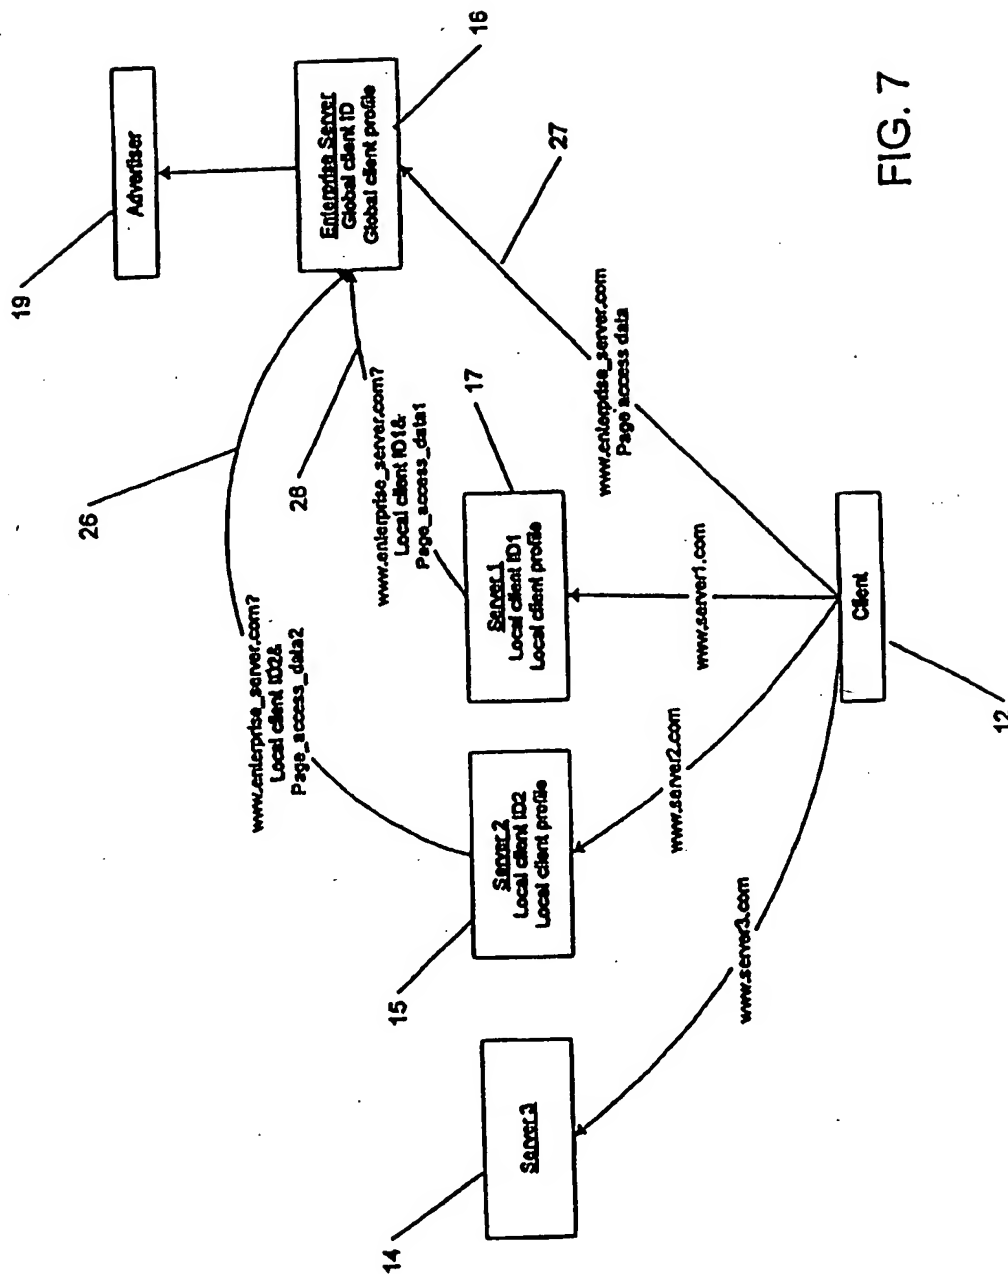 19
26
Advertiser
www.enterprise_server.com?
Local client ID2&
Page_access_data2
28
Enterprise Server
Global client ID
Global client profile
16
www.enterprise_server.com?
Local client ID1&
Page_access_data1
14
15
17
27
Server 3
Server 2
Local client ID2
Local client profile
Server 1
Local client ID1
Local client profile
www.enterprise_server.com
Page access data
www.server3.com
www.server2.com
www.server1.com
Client
12
FIG. 7